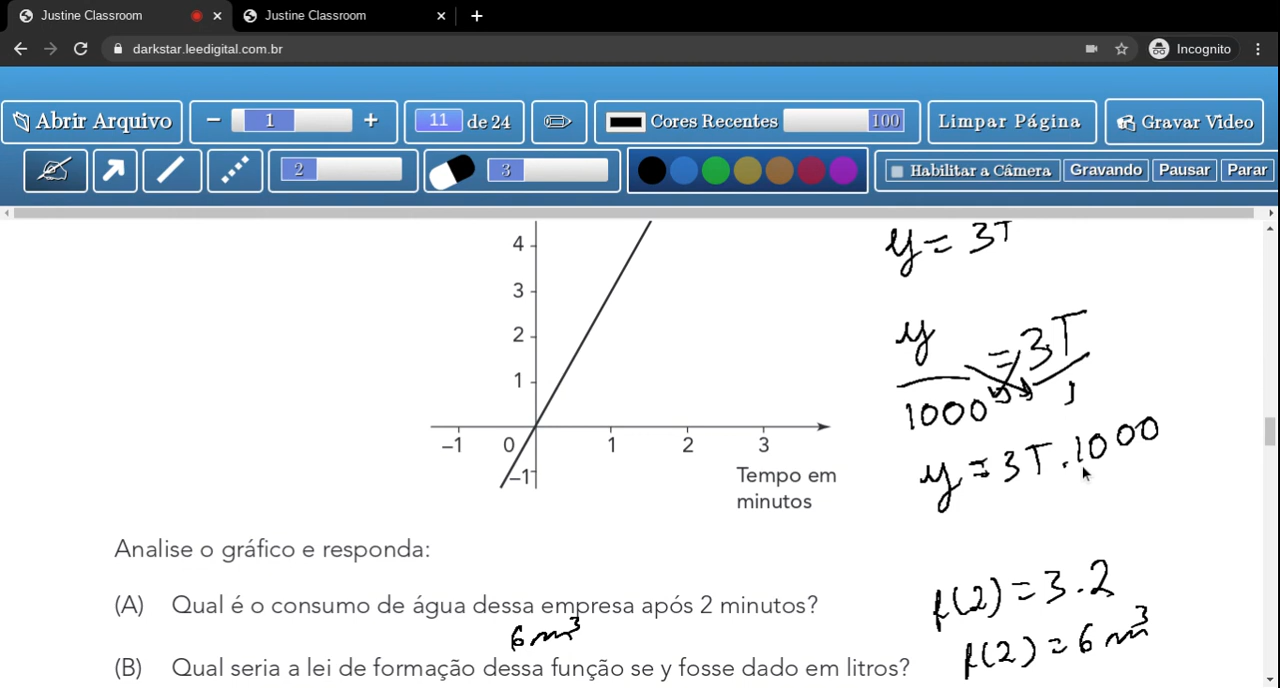 Justine Classroom
Justine Classroom
darkstar.leedigital.com.br
Incognito
Abrir Arquivo
− 1 +
11 de 24
Cores Recentes
100
Limpar Página
Gravar Video
2
3
Habilitar a Câmera
Gravando
Pausar
Parar
4
3
2
1
−1
0
1
2
3
−1
Tempo em
minutos
y = 3T
y/1000 = 3T/1
y = 3T . 1000
Analise o gráfico e responda:
(A) Qual é o consumo de água dessa empresa após 2 minutos?
6m³
(B) Qual seria a lei de formação dessa função se y fosse dado em litros?
f(2) = 3.2
f(2) = 6 m³